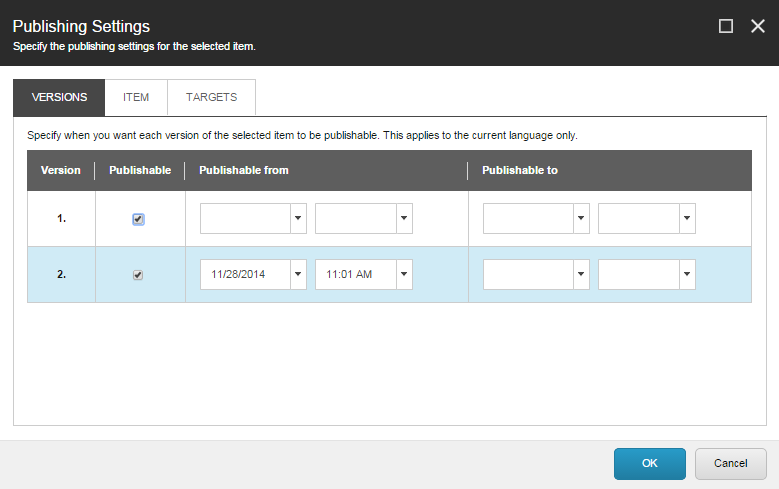 Publishing Settings
Specify the publishing settings for the selected item.
VERSIONS ITEM TARGETS
Specify when you want each version of the selected item to be publishable. This applies to the current language only.
Version Publishable Publishable from Publishable to
1.
2. 11/28/2014 11:01 AM
OK Cancel